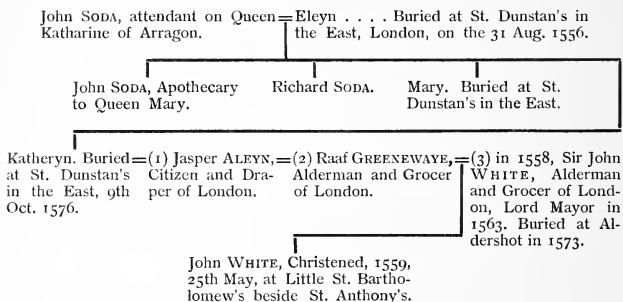 John SODA, attendant on Queen=Eleyn . . . . Buried at St. Dunstan's in
Katharine of Arragon. the East, London, on the 31 Aug. 1556.
John SODA, Apothecary
to Queen Mary.
Richard SODA.
Mary. Buried at St.
Dunstan's in the East.
Katheryn. Buried=(1) Jasper ALEYN,=(2) Raaf GREENEWAYE,=(3) in 1558, Sir John
at St. Dunstan's Citizen and Dra- Alderman and Grocer WHITE, Alderman
in the East, 9th per of London. of London. and Grocer of Lond-
Oct. 1576. on, Lord Mayor in
1563. Buried at Al-
dershot in 1573.
John WHITE, Christened, 1559,
25th May, at Little St. Bartho-
lomew's beside St. Anthony's.